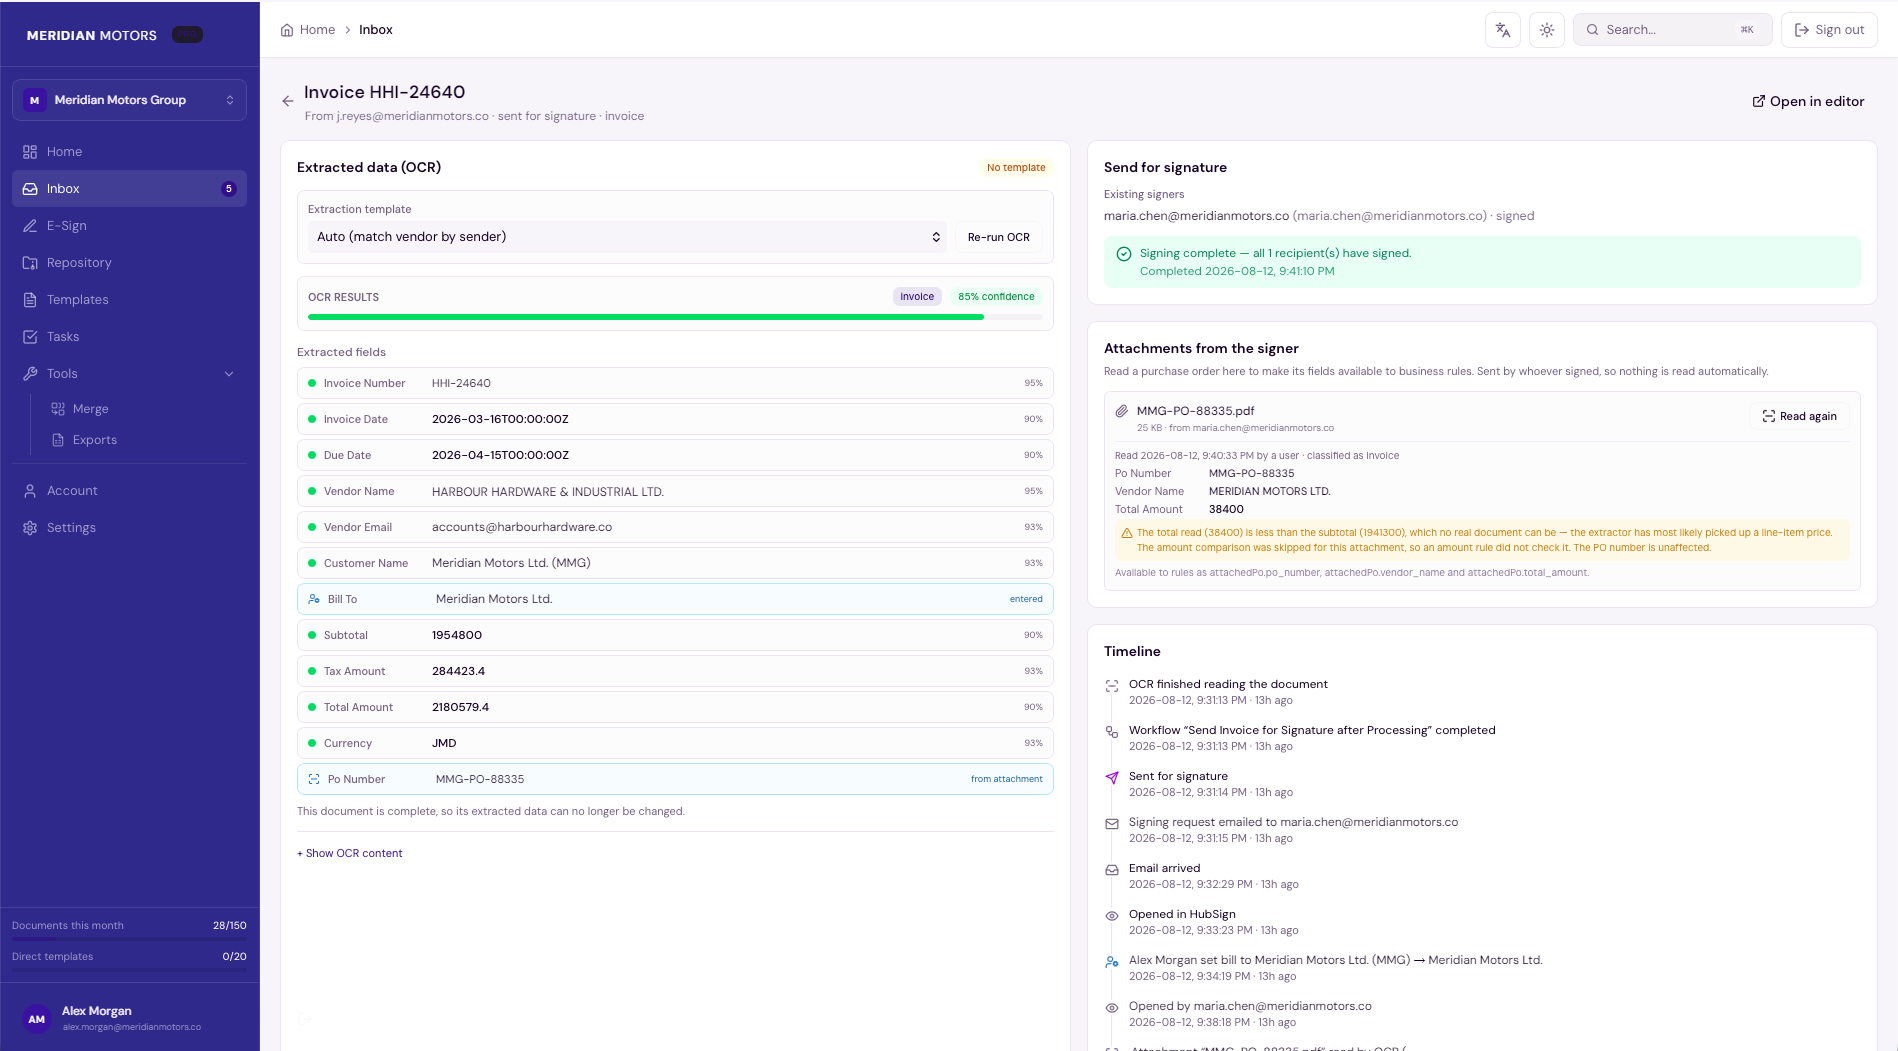 MERIDIAN MOTORS
M Meridian Motors Group
Home
Inbox 5
E-Sign
Repository
Templates
Tasks
Tools
Merge
Exports
Account
Settings
Documents this month 28/150
Direct templates 0/20
AM Alex Morgan
alex.morgan@meridianmotors.co
Home > Inbox
Search... ⌘K
Sign out
Invoice HHI-24640
From j.reyes@meridianmotors.co · sent for signature · invoice
Open in editor
Extracted data (OCR)
No template
Extraction template
Auto (match vendor by sender)
Re-run OCR
OCR RESULTS
Invoice
85% confidence
Extracted fields
Invoice Number HHI-24640 95%
Invoice Date 2026-03-16T00:00:00Z 90%
Due Date 2026-04-15T00:00:00Z 90%
Vendor Name HARBOUR HARDWARE & INDUSTRIAL LTD. 95%
Vendor Email accounts@harbourhardware.co 93%
Customer Name Meridian Motors Ltd. (MMG) 93%
Bill To Meridian Motors Ltd. entered
Subtotal 1954800 90%
Tax Amount 284423.4 93%
Total Amount 2180579.4 90%
Currency JMD 93%
Po Number MMG-PO-88335 from attachment
This document is complete, so its extracted data can no longer be changed.
+ Show OCR content
Send for signature
Existing signers
maria.chen@meridianmotors.co (maria.chen@meridianmotors.co) · signed
Signing complete — all 1 recipient(s) have signed.
Completed 2026-08-12, 9:41:10 PM
Attachments from the signer
Read a purchase order here to make its fields available to business rules. Sent by whoever signed, so nothing is read automatically.
MMG-PO-88335.pdf
25 KB · from maria.chen@meridianmotors.co
Read again
Read 2026-08-12, 9:40:33 PM by a user · classified as invoice
Po Number MMG-PO-88335
Vendor Name MERIDIAN MOTORS LTD.
Total Amount 38400
The total read (38400) is less than the subtotal (1941300), which no real document can be — the extractor has most likely picked up a line-item price.
The amount comparison was skipped for this attachment, so an amount rule did not check it. The PO number is unaffected.
Available to rules as attachedPo.po_number, attachedPo.vendor_name and attachedPo.total_amount.
Timeline
OCR finished reading the document
2026-08-12, 9:31:13 PM · 13h ago
Workflow “Send Invoice for Signature after Processing” completed
2026-08-12, 9:31:13 PM · 13h ago
Sent for signature
2026-08-12, 9:31:14 PM · 13h ago
Signing request emailed to maria.chen@meridianmotors.co
2026-08-12, 9:31:15 PM · 13h ago
Email arrived
2026-08-12, 9:32:29 PM · 13h ago
Opened in HubSign
2026-08-12, 9:33:23 PM · 13h ago
Alex Morgan set bill to Meridian Motors Ltd. (MMG) → Meridian Motors Ltd.
2026-08-12, 9:34:19 PM · 13h ago
Opened by maria.chen@meridianmotors.co
2026-08-12, 9:38:18 PM · 13h ago
Attachment “MMG-PO-88335.pdf” read by OCR (